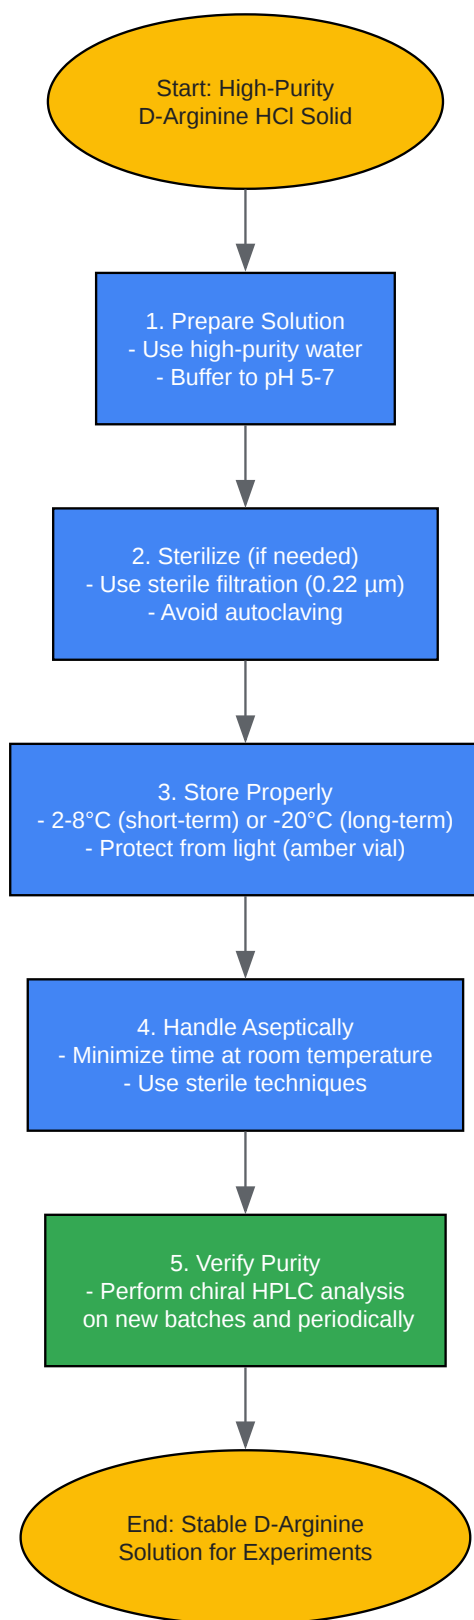 Start: High-Purity
D-Arginine HCl Solid
1. Prepare Solution
- Use high-purity water
- Buffer to pH 5-7
2. Sterilize (if needed)
- Use sterile filtration (0.22 µm)
- Avoid autoclaving
3. Store Properly
- 2-8°C (short-term) or -20°C (long-term)
- Protect from light (amber vial)
4. Handle Aseptically
- Minimize time at room temperature
- Use sterile techniques
5. Verify Purity
- Perform chiral HPLC analysis
on new batches and periodically
End: Stable D-Arginine
Solution for Experiments